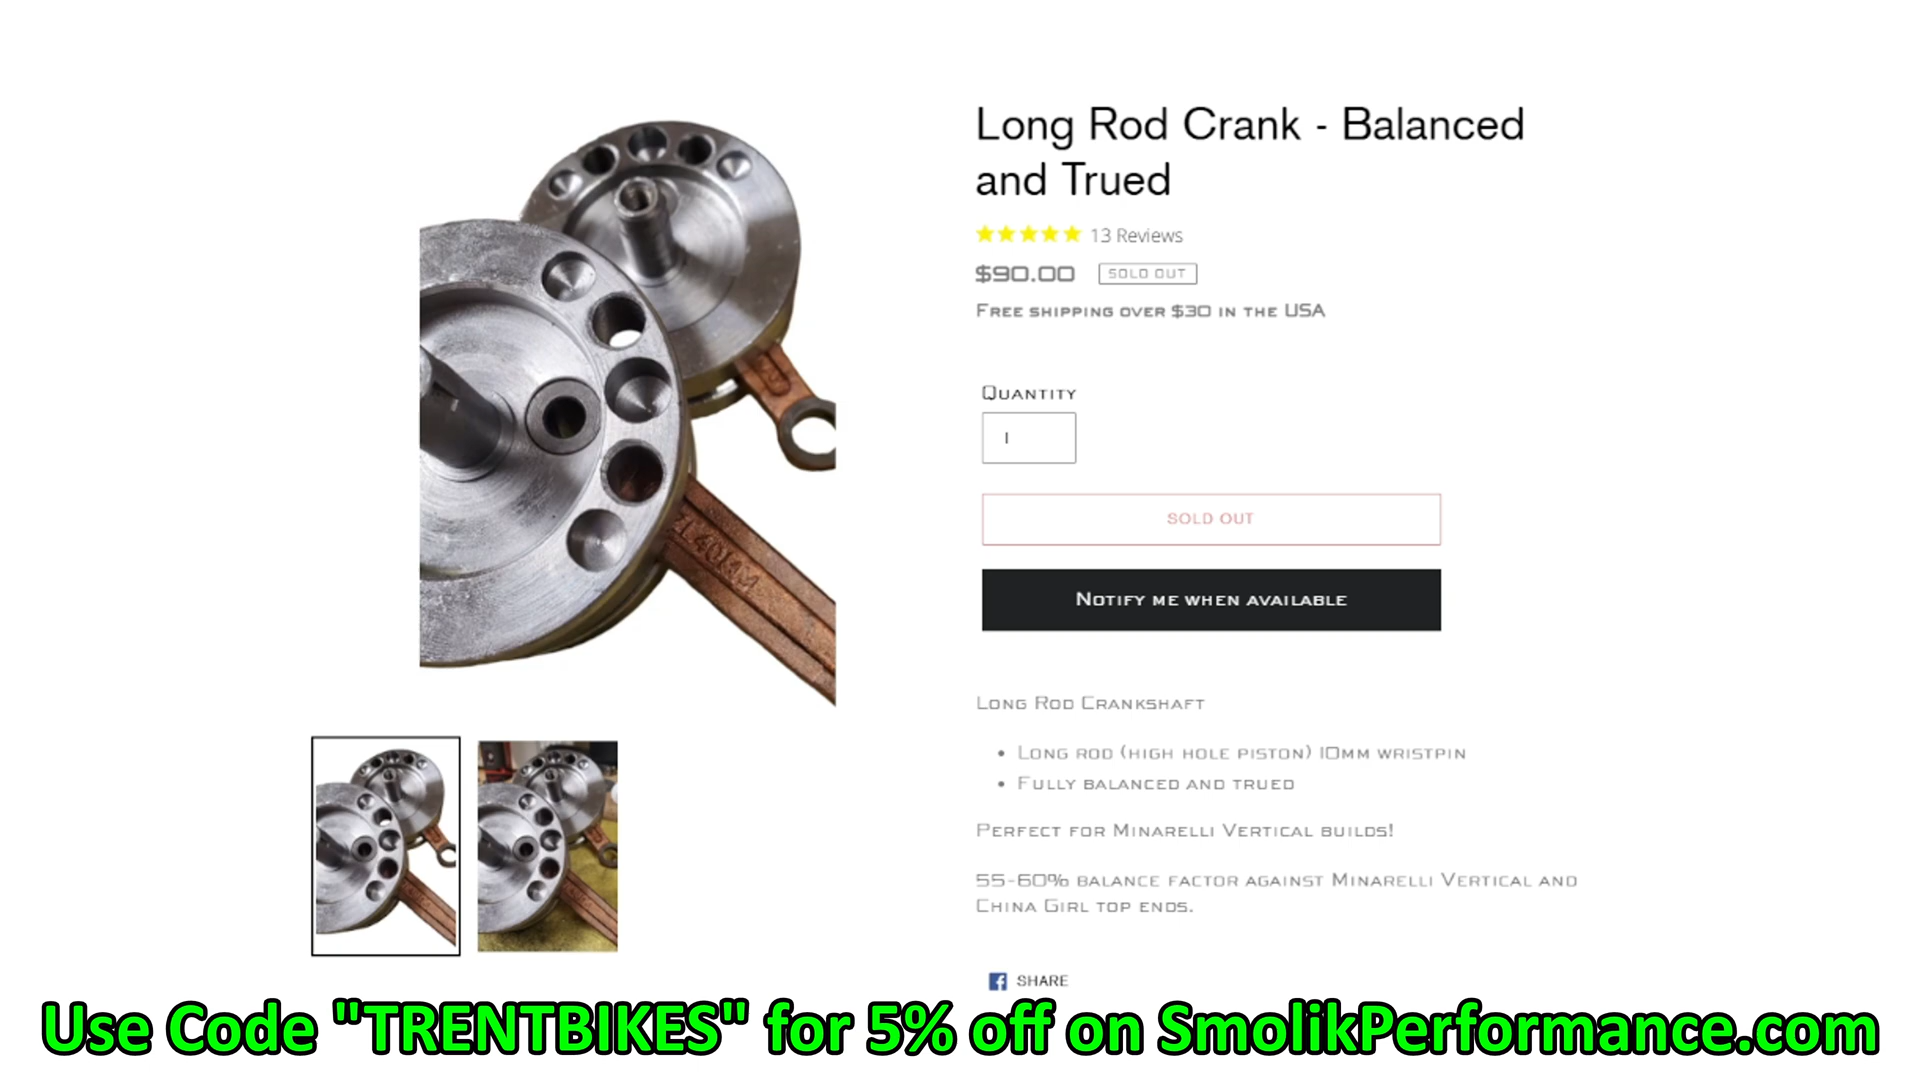 Long Rod Crank - Balanced
and Trued
13 Reviews
$90.00 SOLD OUT
FREE SHIPPING OVER $30 IN THE USA
QUANTITY
1
SOLD OUT
NOTIFY ME WHEN AVAILABLE
ZL40MM
LONG ROD CRANKSHAFT
• LONG ROD (HIGH HOLE PISTON) 10MM WRISTPIN
• FULLY BALANCED AND TRUED
PERFECT FOR MINARELLI VERTICAL BUILDS!
55-60% BALANCE FACTOR AGAINST MINARELLI VERTICAL AND
CHINA GIRL TOP ENDS.
SHARE
Use Code "TRENTBIKES" for 5% off on SmolikPerformance.com